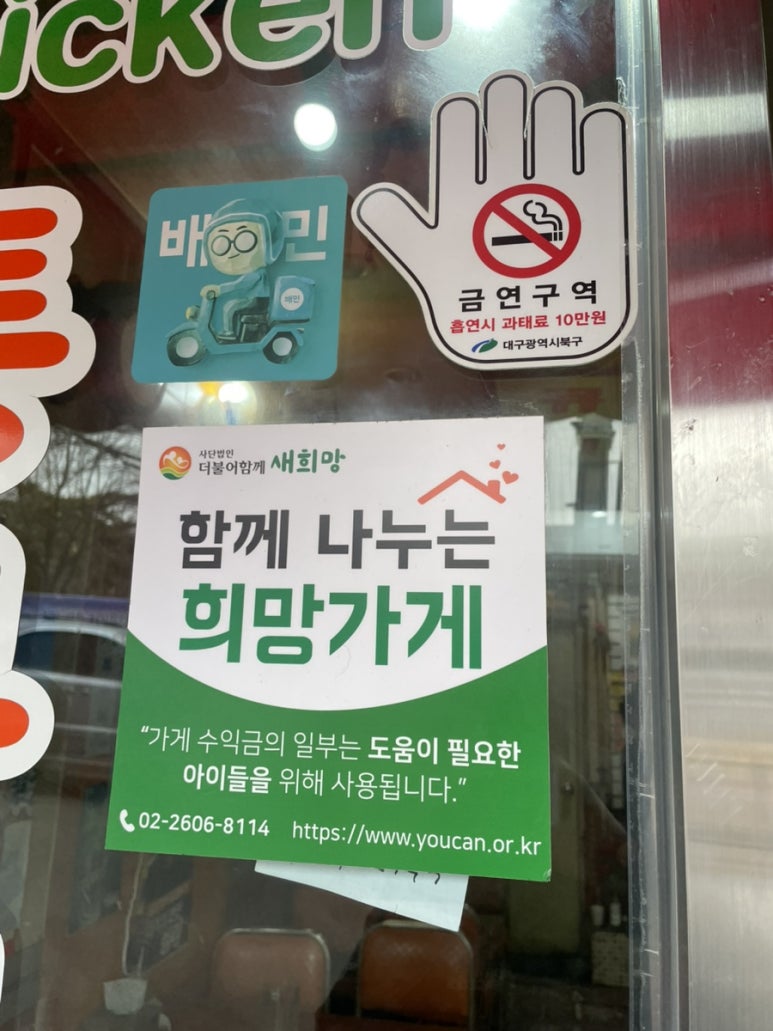 icken
배민
배민
금연구역
흡연시 과태료 10만원
대구광역시북구
사단법인
더불어함께 새희망
함께 나누는
희망가게
“가게 수익금의 일부는 도움이 필요한
아이들을 위해 사용됩니다.”
02-2606-8114 https://www.youcan.or.kr